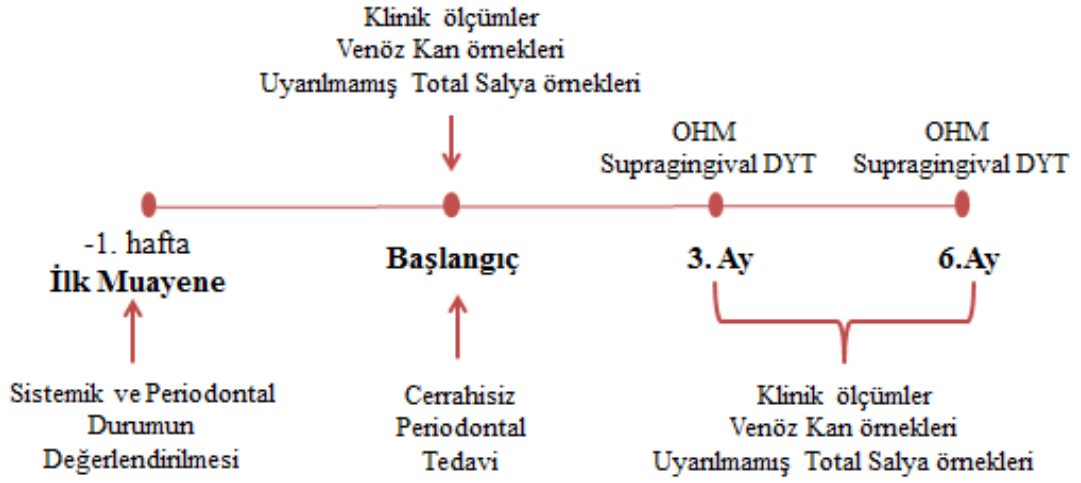 Klinik ölçümler
Venöz Kan örnekleri
Uyarılmamış Total Salya örnekleri
OHM
Supragingival DYT
OHM
Supragingival DYT
-1. hafta
İlk Muayene
Başlangıç
3. Ay
6.Ay
Sistemik ve Periodontal
Durumun
Değerlendirilmesi
Cerrahisiz
Periodontal
Tedavi
Klinik ölçümler
Venöz Kan örnekleri
Uyarılmamış Total Salya örnekleri